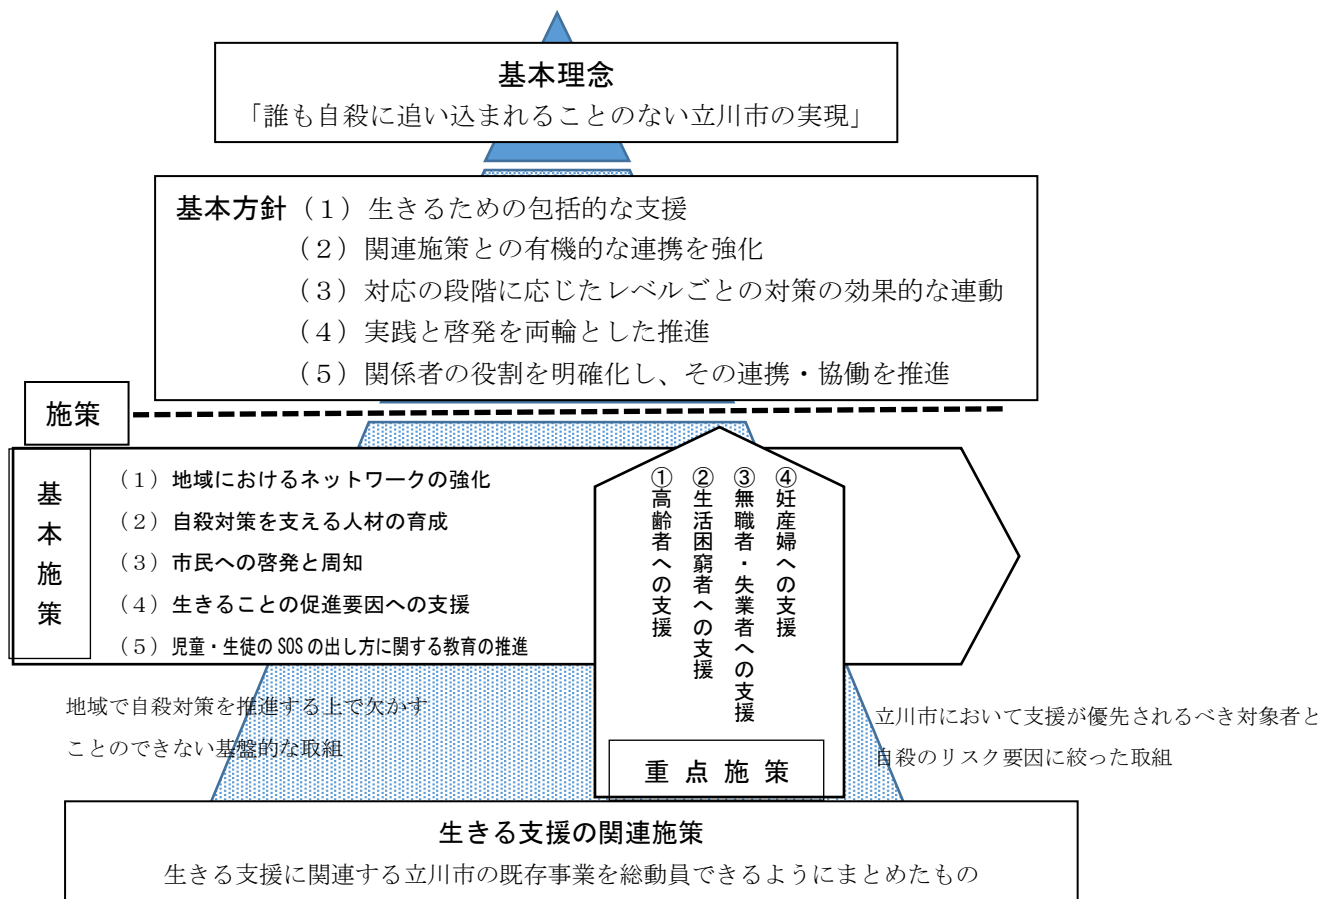 基本理念
「誰も自殺に追い込まれることのない立川市の実現」
基本方針（１）生きるための包括的な支援
（２）関連施策との有機的な連携を強化
（３）対応の段階に応じたレベルごとの対策の効果的な連動
（４）実践と啓発を両輪とした推進
（５）関係者の役割を明確化し、その連携・協働を推進
施策
基本施策
（１）地域におけるネットワークの強化
（２）自殺対策を支える人材の育成
（３）市民への啓発と周知
（４）生きることの促進要因への支援
（５）児童・生徒のSOSの出し方に関する教育の推進
①高齢者への支援
②生活困窮者への支援
③無職者・失業者への支援
④妊産婦への支援
重点施策
地域で自殺対策を推進する上で欠かす
ことのできない基盤的な取組
立川市において支援が優先されるべき対象者と
自殺のリスク要因に絞った取組
生きる支援の関連施策
生きる支援に関連する立川市の既存事業を総動員できるようにまとめたもの